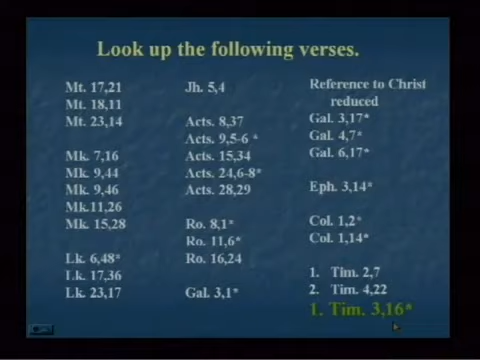 Look up the following verses.
Mt. 17,21
Mt. 18,11
Mt. 23,14
Mk. 7,16
Mk. 9,44
Mk. 9,46
Mk.11,26
Mk. 15,28
Lk. 6,48*
Lk. 17,36
Lk. 23,17
Jh. 5,4
Acts. 8,37
Acts. 9,5-6 *
Acts. 15,34
Acts. 24,6-8*
Acts. 28,29
Ro. 8,1*
Ro. 11,6*
Ro. 16,24
Gal. 3,1*
Reference to Christ
reduced
Gal. 3,17*
Gal. 4,7*
Gal. 6,17*
Eph. 3,14*
Col. 1,2*
Col. 1,14*
1. Tim. 2,7
2. Tim. 4,22
1. Tim. 3,16*